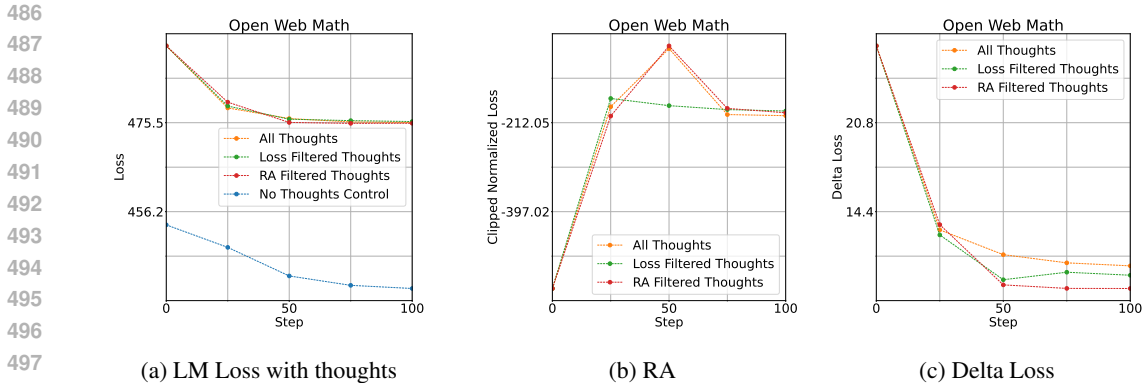 486
487
488
489
490
491
492
493
494
495
496
497
Open Web Math
475.5
456.2
Loss
All Thoughts
Loss Filtered Thoughts
RA Filtered Thoughts
No Thoughts Control
0
50
100
Step
(a) LM Loss with thoughts
Open Web Math
-212.05
-397.02
Clipped Normalized Loss
All Thoughts
Loss Filtered Thoughts
RA Filtered Thoughts
0
50
100
Step
(b) RA
Open Web Math
20.8
14.4
Delta Loss
All Thoughts
Loss Filtered Thoughts
RA Filtered Thoughts
0
50
100
Step
(c) Delta Loss